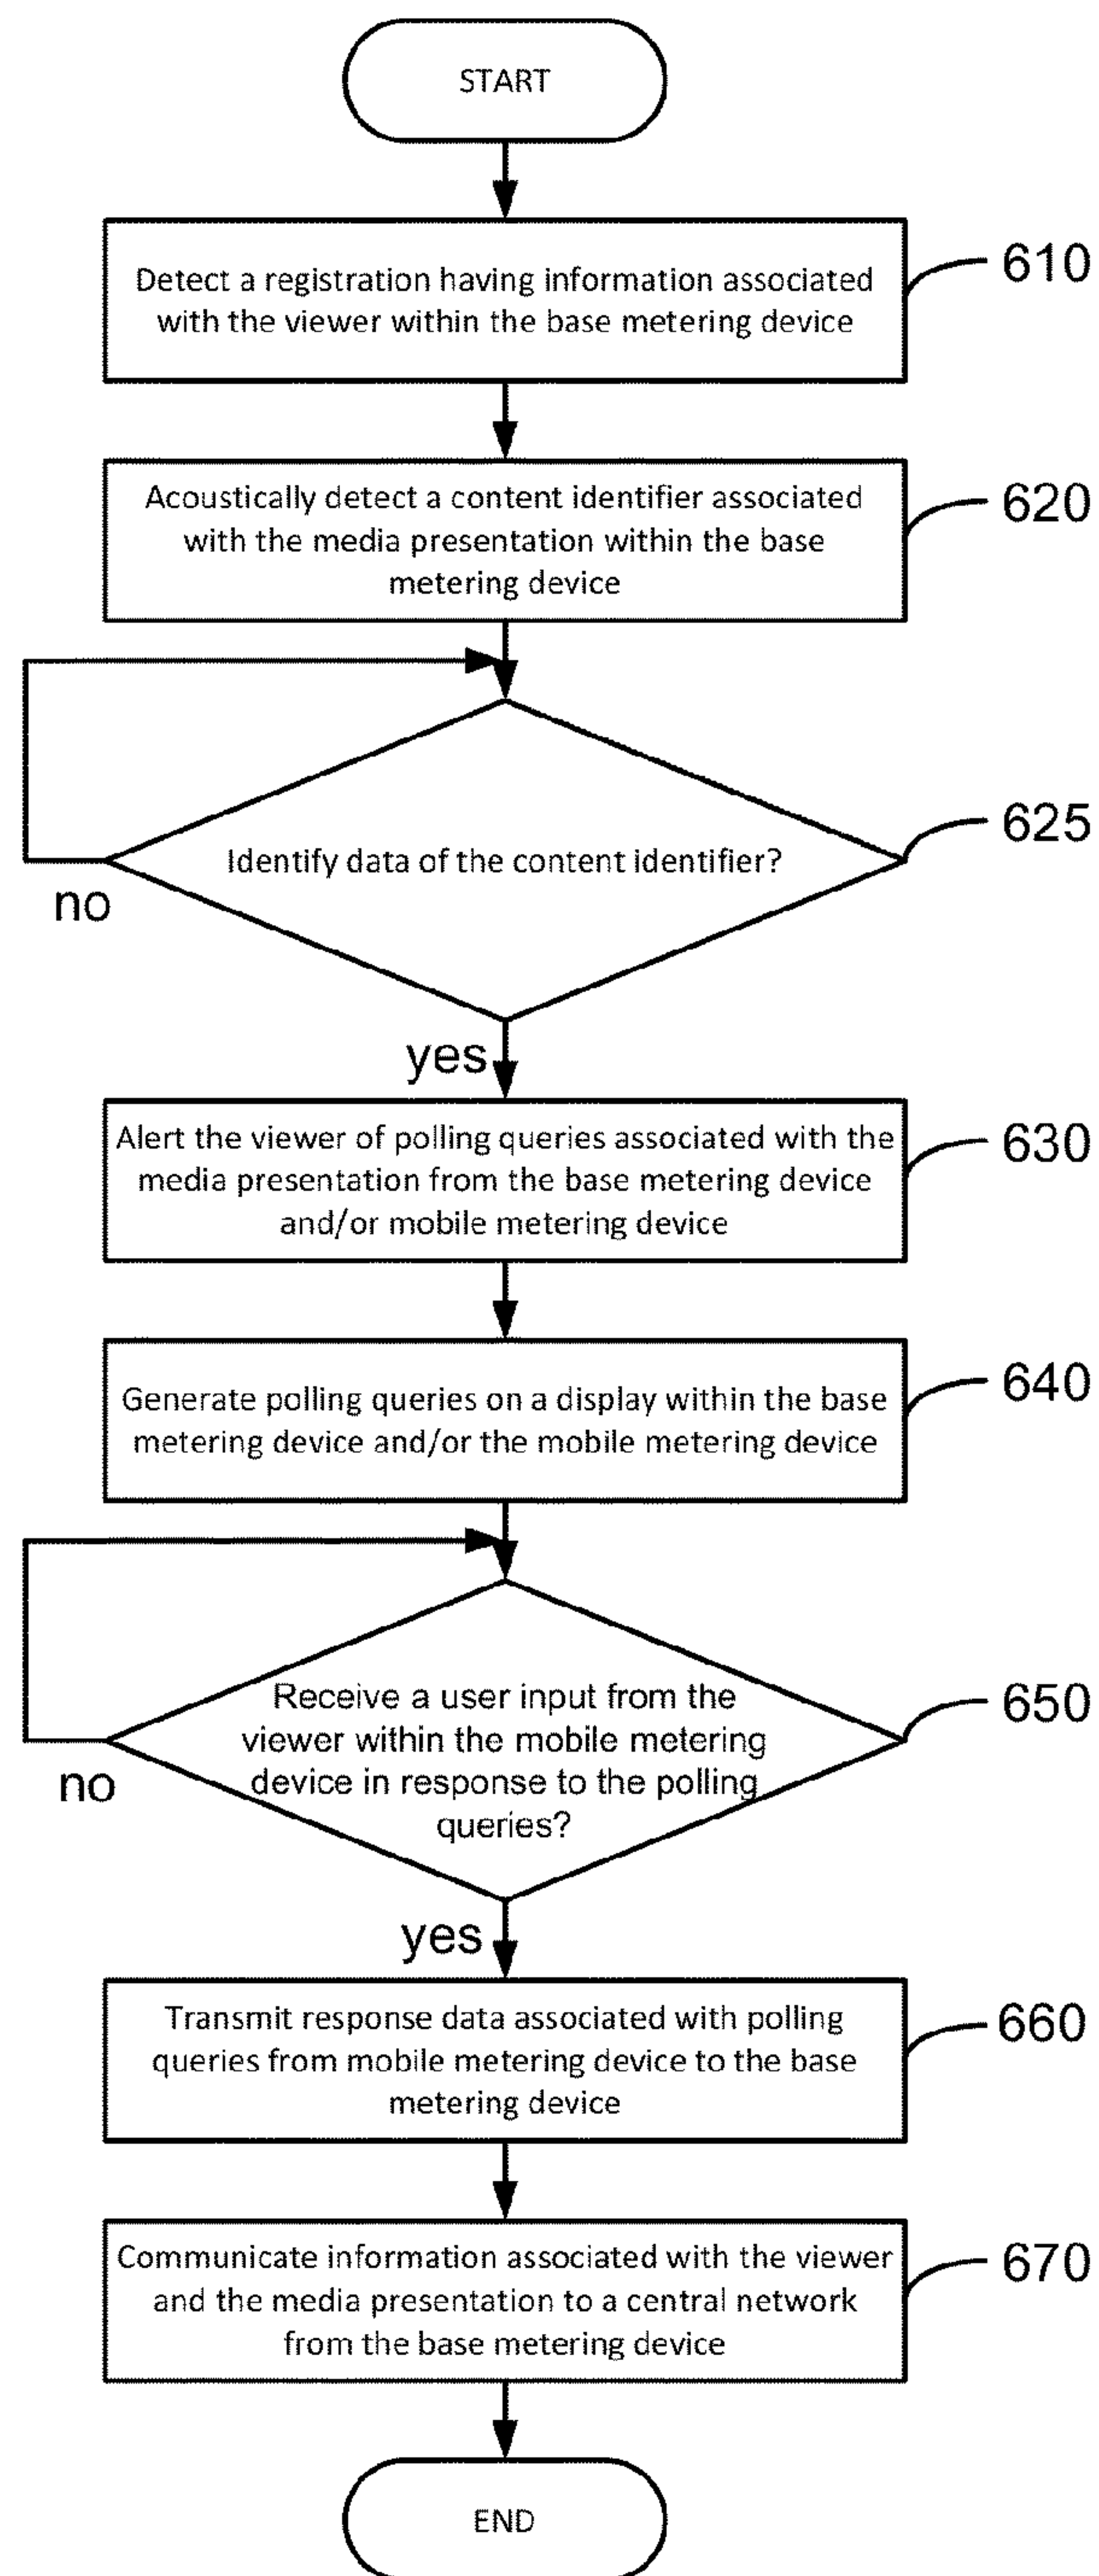 START
Detect a registration having information associated
with the viewer within the base metering device
610
Acoustically detect a content identifier associated
with the media presentation within the base
metering device
620
Identify data of the content identifier?
625
no
yes
Alert the viewer of polling queries associated with the
media presentation from the base metering device
and/or mobile metering device
630
Generate polling queries on a display within the base
metering device and/or the mobile metering device
640
Receive a user input from the
viewer within the mobile metering
device in response to the polling
queries?
650
no
yes
Transmit response data associated with polling
queries from mobile metering device to the base
metering device
660
Communicate information associated with the viewer
and the media presentation to a central network
from the base metering device
670
END